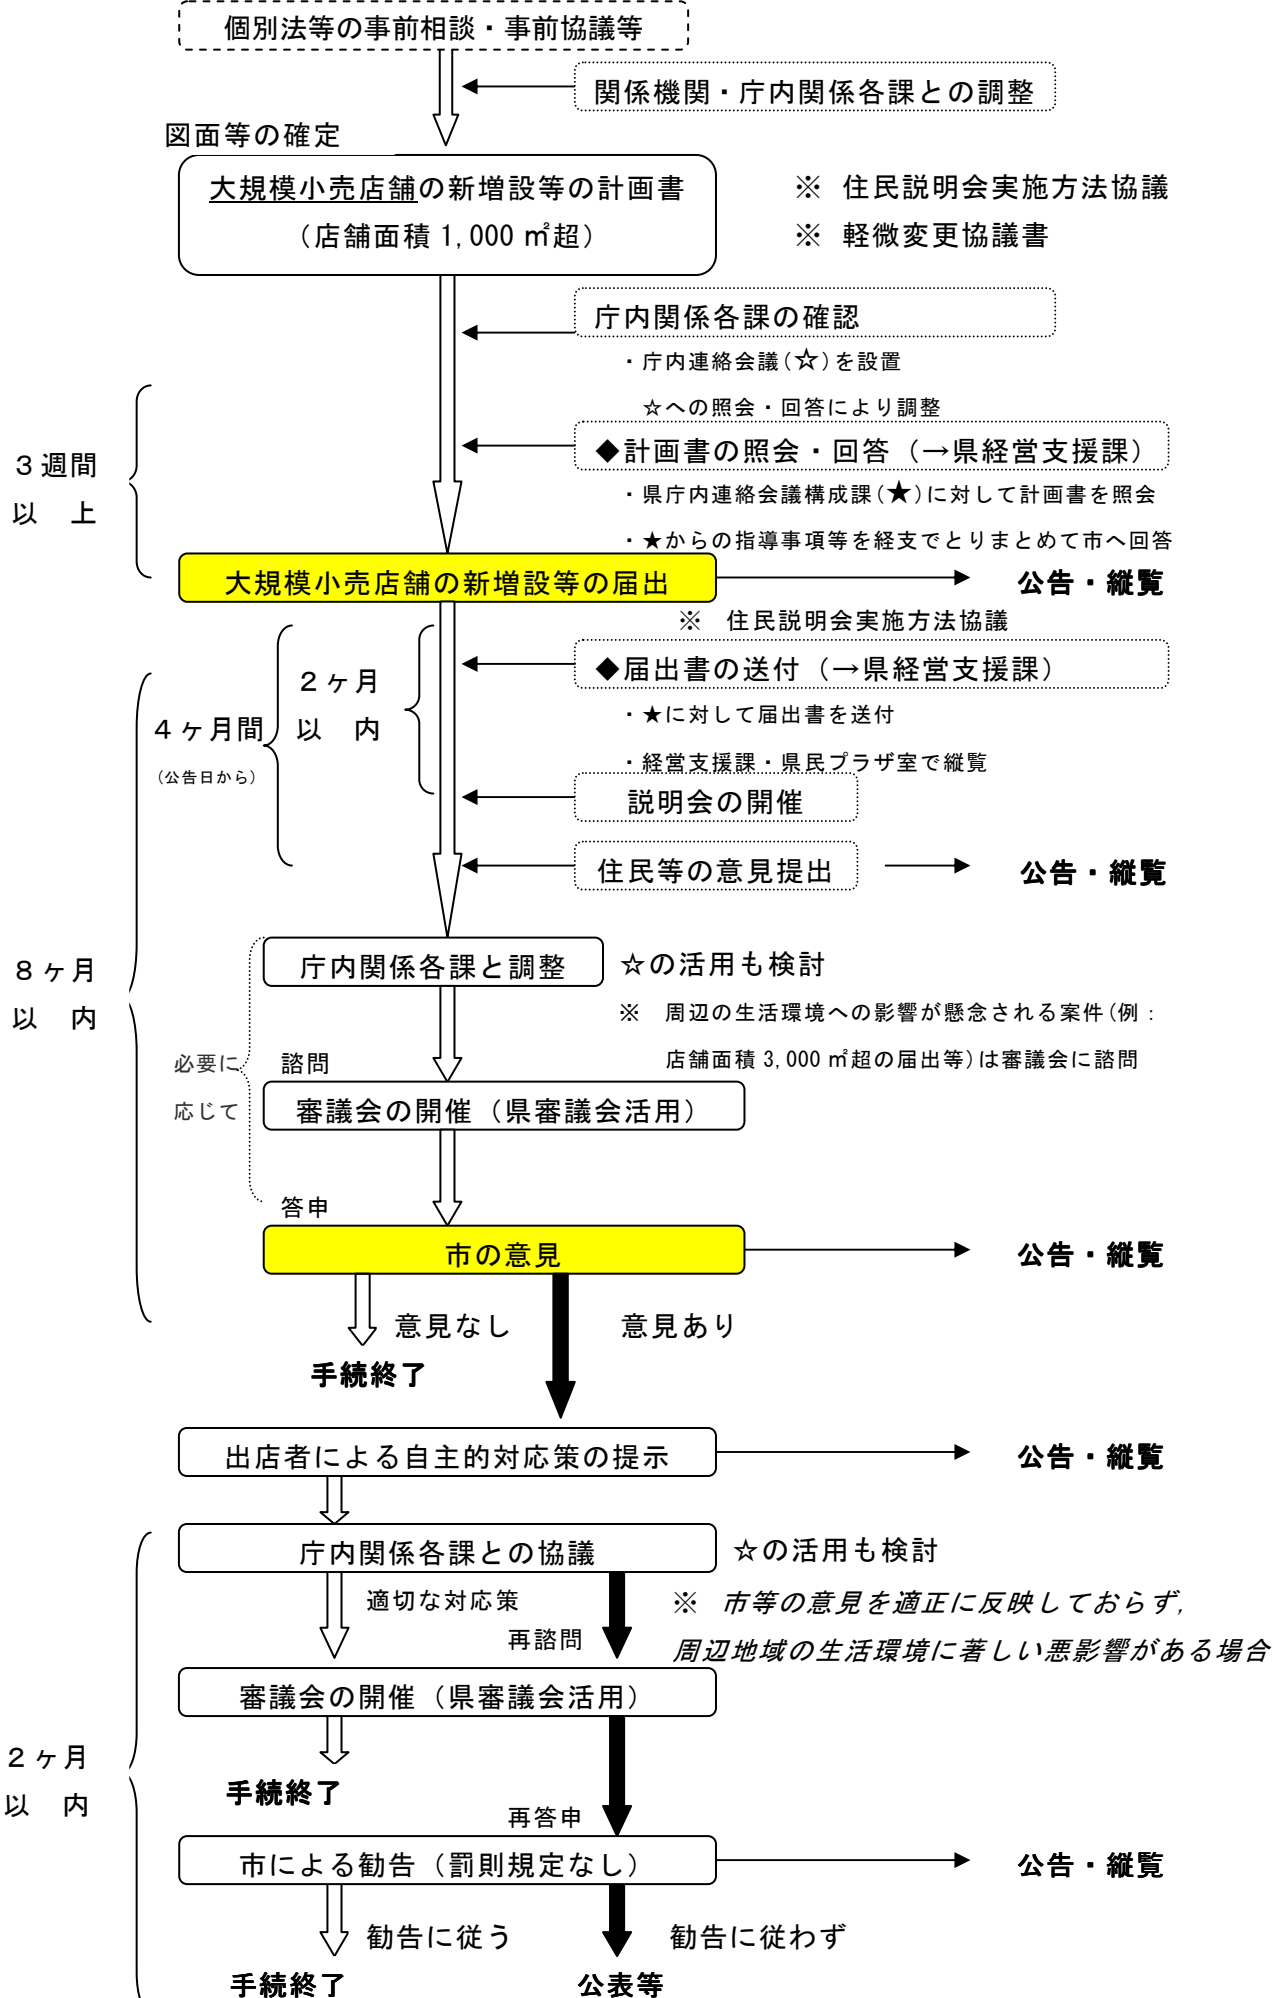 個別法等の事前相談・事前協議等
関係機関・庁内関係各課との調整
図面等の確定
大規模小売店舗の新増設等の計画書
（店舗面積 1,000 ㎡超）
※ 住民説明会実施方法協議
※ 軽微変更協議書
庁内関係各課の確認
・庁内連絡会議（☆）を設置
☆への照会・回答により調整
3週間
以 上
◆計画書の照会・回答（→県経営支援課）
・県庁内連絡会議構成課（★）に対して計画書を照会
・★からの指導事項等を経支でとりまとめて市へ回答
大規模小売店舗の新増設等の届出
公告・縦覧
※ 住民説明会実施方法協議
◆届出書の送付（→県経営支援課）
・★に対して届出書を送付
・経営支援課・県民プラザ室で縦覧
2ヶ月
以 内
4ヶ月間
（公告日から）
説明会の開催
住民等の意見提出
公告・縦覧
8ヶ月
以 内
庁内関係各課と調整
☆の活用も検討
※ 周辺の生活環境への影響が懸念される案件（例：
店舗面積 3,000 ㎡超の届出等）は審議会に諮問
必要に
応じて
諮問
審議会の開催（県審議会活用）
答申
市の意見
公告・縦覧
意見なし
意見あり
手続終了
出店者による自主的対応策の提示
公告・縦覧
庁内関係各課との協議
☆の活用も検討
適切な対応策
再諮問
※ 市等の意見を適正に反映しておらず,
周辺地域の生活環境に著しい悪影響がある場合
審議会の開催（県審議会活用）
2ヶ月
以 内
手続終了
再答申
市による勧告（罰則規定なし）
公告・縦覧
勧告に従う
勧告に従わず
手続終了
公表等